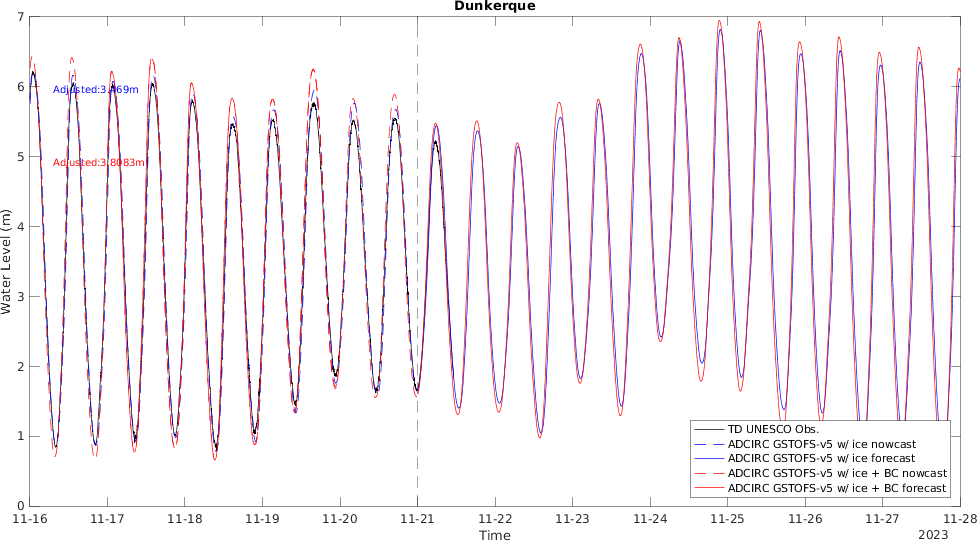 Dunkerque
7
6
5
4
3
2
1
0
Water Level (m)
Adjusted:3.8083m
TD UNESCO Obs.
ADCIRC GSTOFS-v5 w/ ice nowcast
ADCIRC GSTOFS-v5 w/ ice forecast
ADCIRC GSTOFS-v5 w/ ice + BC nowcast
ADCIRC GSTOFS-v5 w/ ice + BC forecast
11-16 11-17 11-18 11-19 11-20 11-21 11-22 11-23 11-24 11-25 11-26 11-27 11-28
Time
2023